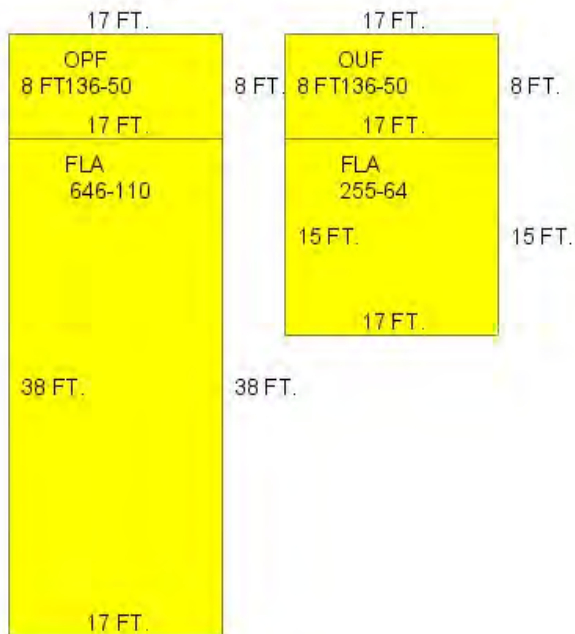 17 FT.
OPF
8 FT136-50
8 FT.
17 FT.
FLA
646-110
38 FT.
38 FT.
17 FT.
17 FT.
OUF
8 FT136-50
8 FT.
17 FT.
FLA
255-64
15 FT.
15 FT.
17 FT.